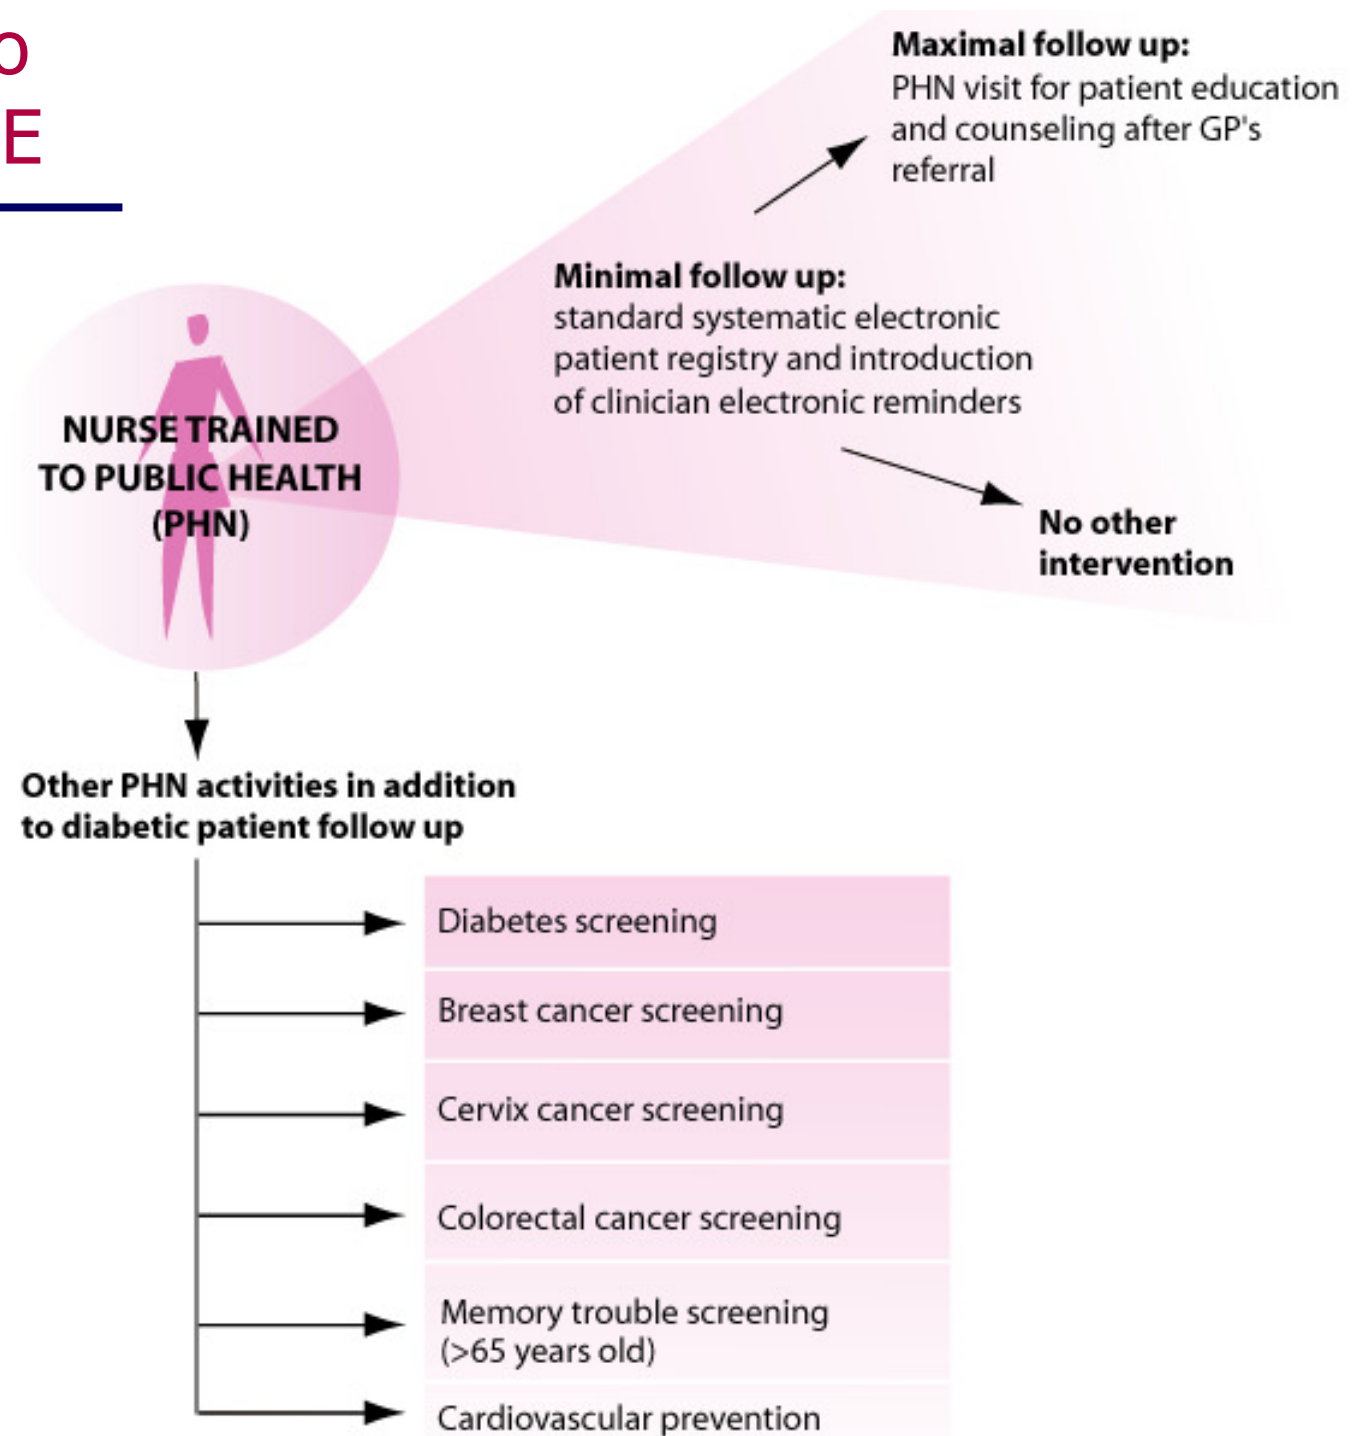 o
E
Maximal follow up:
PHN visit for patient education
and counseling after GP's
referral
Minimal follow up:
standard systematic electronic
patient registry and introduction
of clinician electronic reminders
NURSE TRAINED
TO PUBLIC HEALTH
(PHN)
No other
intervention
Other PHN activities in addition
to diabetic patient follow up
Diabetes screening
Breast cancer screening
Cervix cancer screening
Colorectal cancer screening
Memory trouble screening
(>65 years old)
Cardiovascular prevention